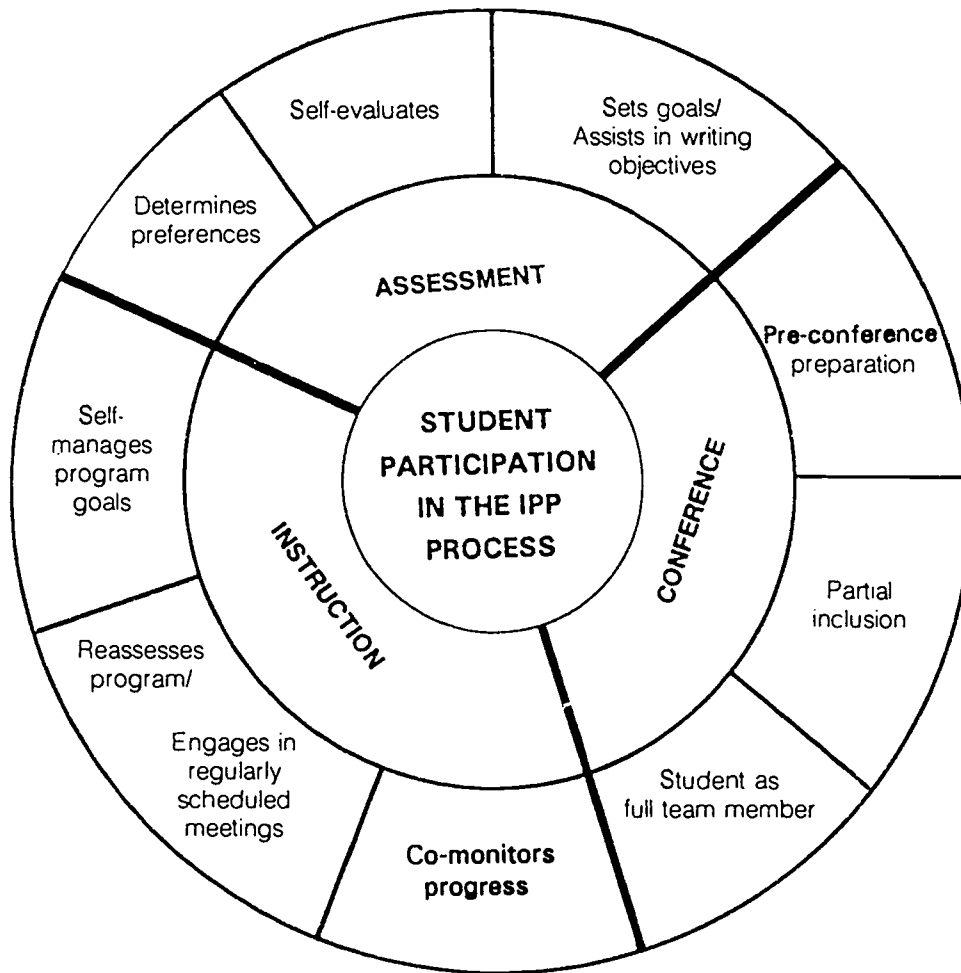 STUDENT
PARTICIPATION
IN THE IPP
PROCESS
ASSESSMENT
Determines
preferences
Self-evaluates
Sets goals/
Assists in writing
objectives
CONFERENCE
Pre-conference
preparation
Partial
inclusion
Student as
full team member
INSTRUCTION
Co-monitors
progress
Reassesses
program/
Engages in
regularly
scheduled
meetings
Self-
manages
program
goals